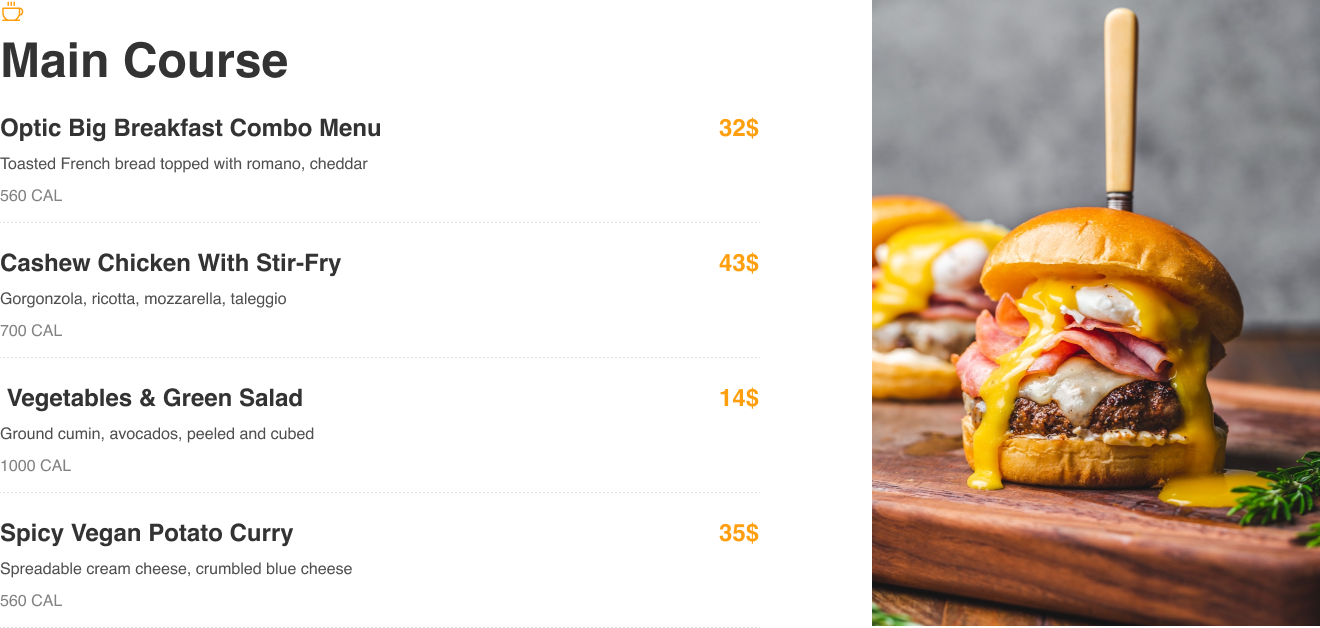 Main Course
Optic Big Breakfast Combo Menu 32$
Toasted French bread topped with romano, cheddar
560 CAL
Cashew Chicken With Stir-Fry 43$
Gorgonzola, ricotta, mozzarella, taleggio
700 CAL
Vegetables & Green Salad 14$
Ground cumin, avocados, peeled and cubed
1000 CAL
Spicy Vegan Potato Curry 35$
Spreadable cream cheese, crumbled blue cheese
560 CAL